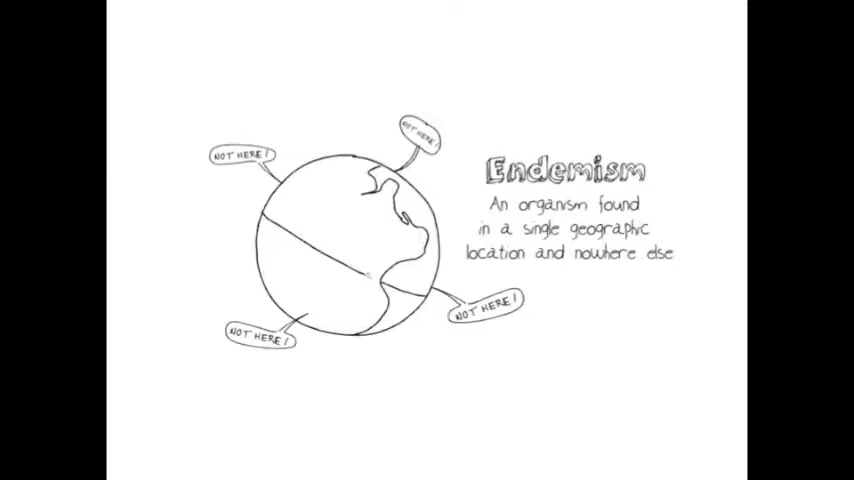 NOT HERE!
NOT HERE!
Endemism
An organism found
in a single geographic
location and nowhere else
NOT HERE!
NOT HERE!